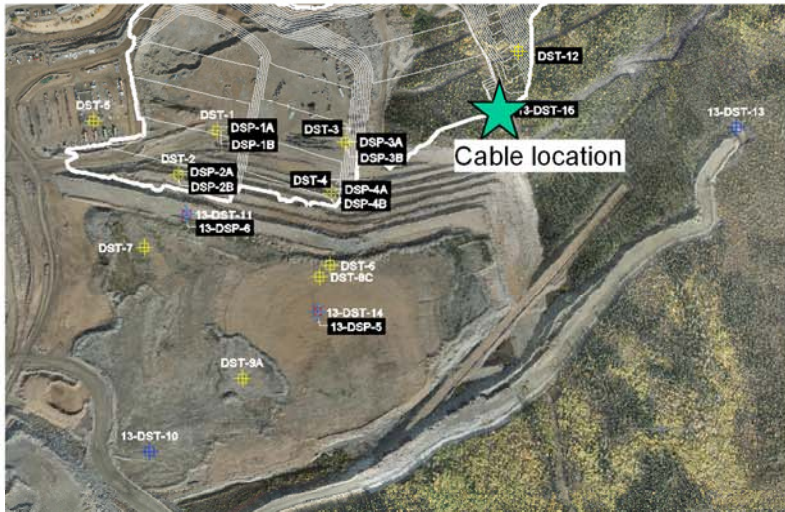 DST-12
DST-5
13-DST-16
13-DST-13
DST-1
DSP-1A
DSP-1B
DST-3
DSP-3A
DSP-3B
Cable location
DST-2
DSP-2A
DSP-2B
DST-4
DSP-4A
DSP-4B
13-DST-11
13-DSP-6
DST-7
DST-6
DST-8C
13-DST-14
13-DSP-5
DST-9A
13-DST-10